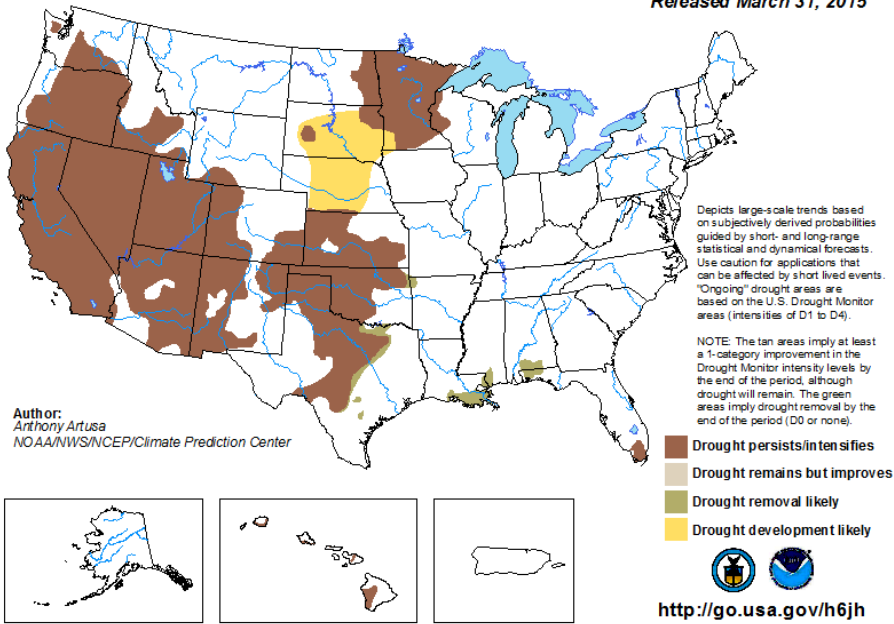 Released March 31, 2015
Depicts large-scale trends based
on subjectively derived probabilities
guided by short- and long-range
statistical and dynamical forecasts.
Use caution for applications that
can be affected by short lived events.
"Ongoing" drought areas are
based on the U.S. Drought Monitor
areas (intensities of D1 to D4).
NOTE: The tan areas imply at least
a 1-category improvement in the
Drought Monitor intensity levels by
the end of the period, although
drought will remain. The green
areas imply drought removal by the
end of the period (D0 or none).
Author:
Anthony Artusa
NOAA/NWS/NCEP/Climate Prediction Center
Drought persists/intensifies
Drought remains but improves
Drought removal likely
Drought development likely
http://go.usa.gov/h6jh